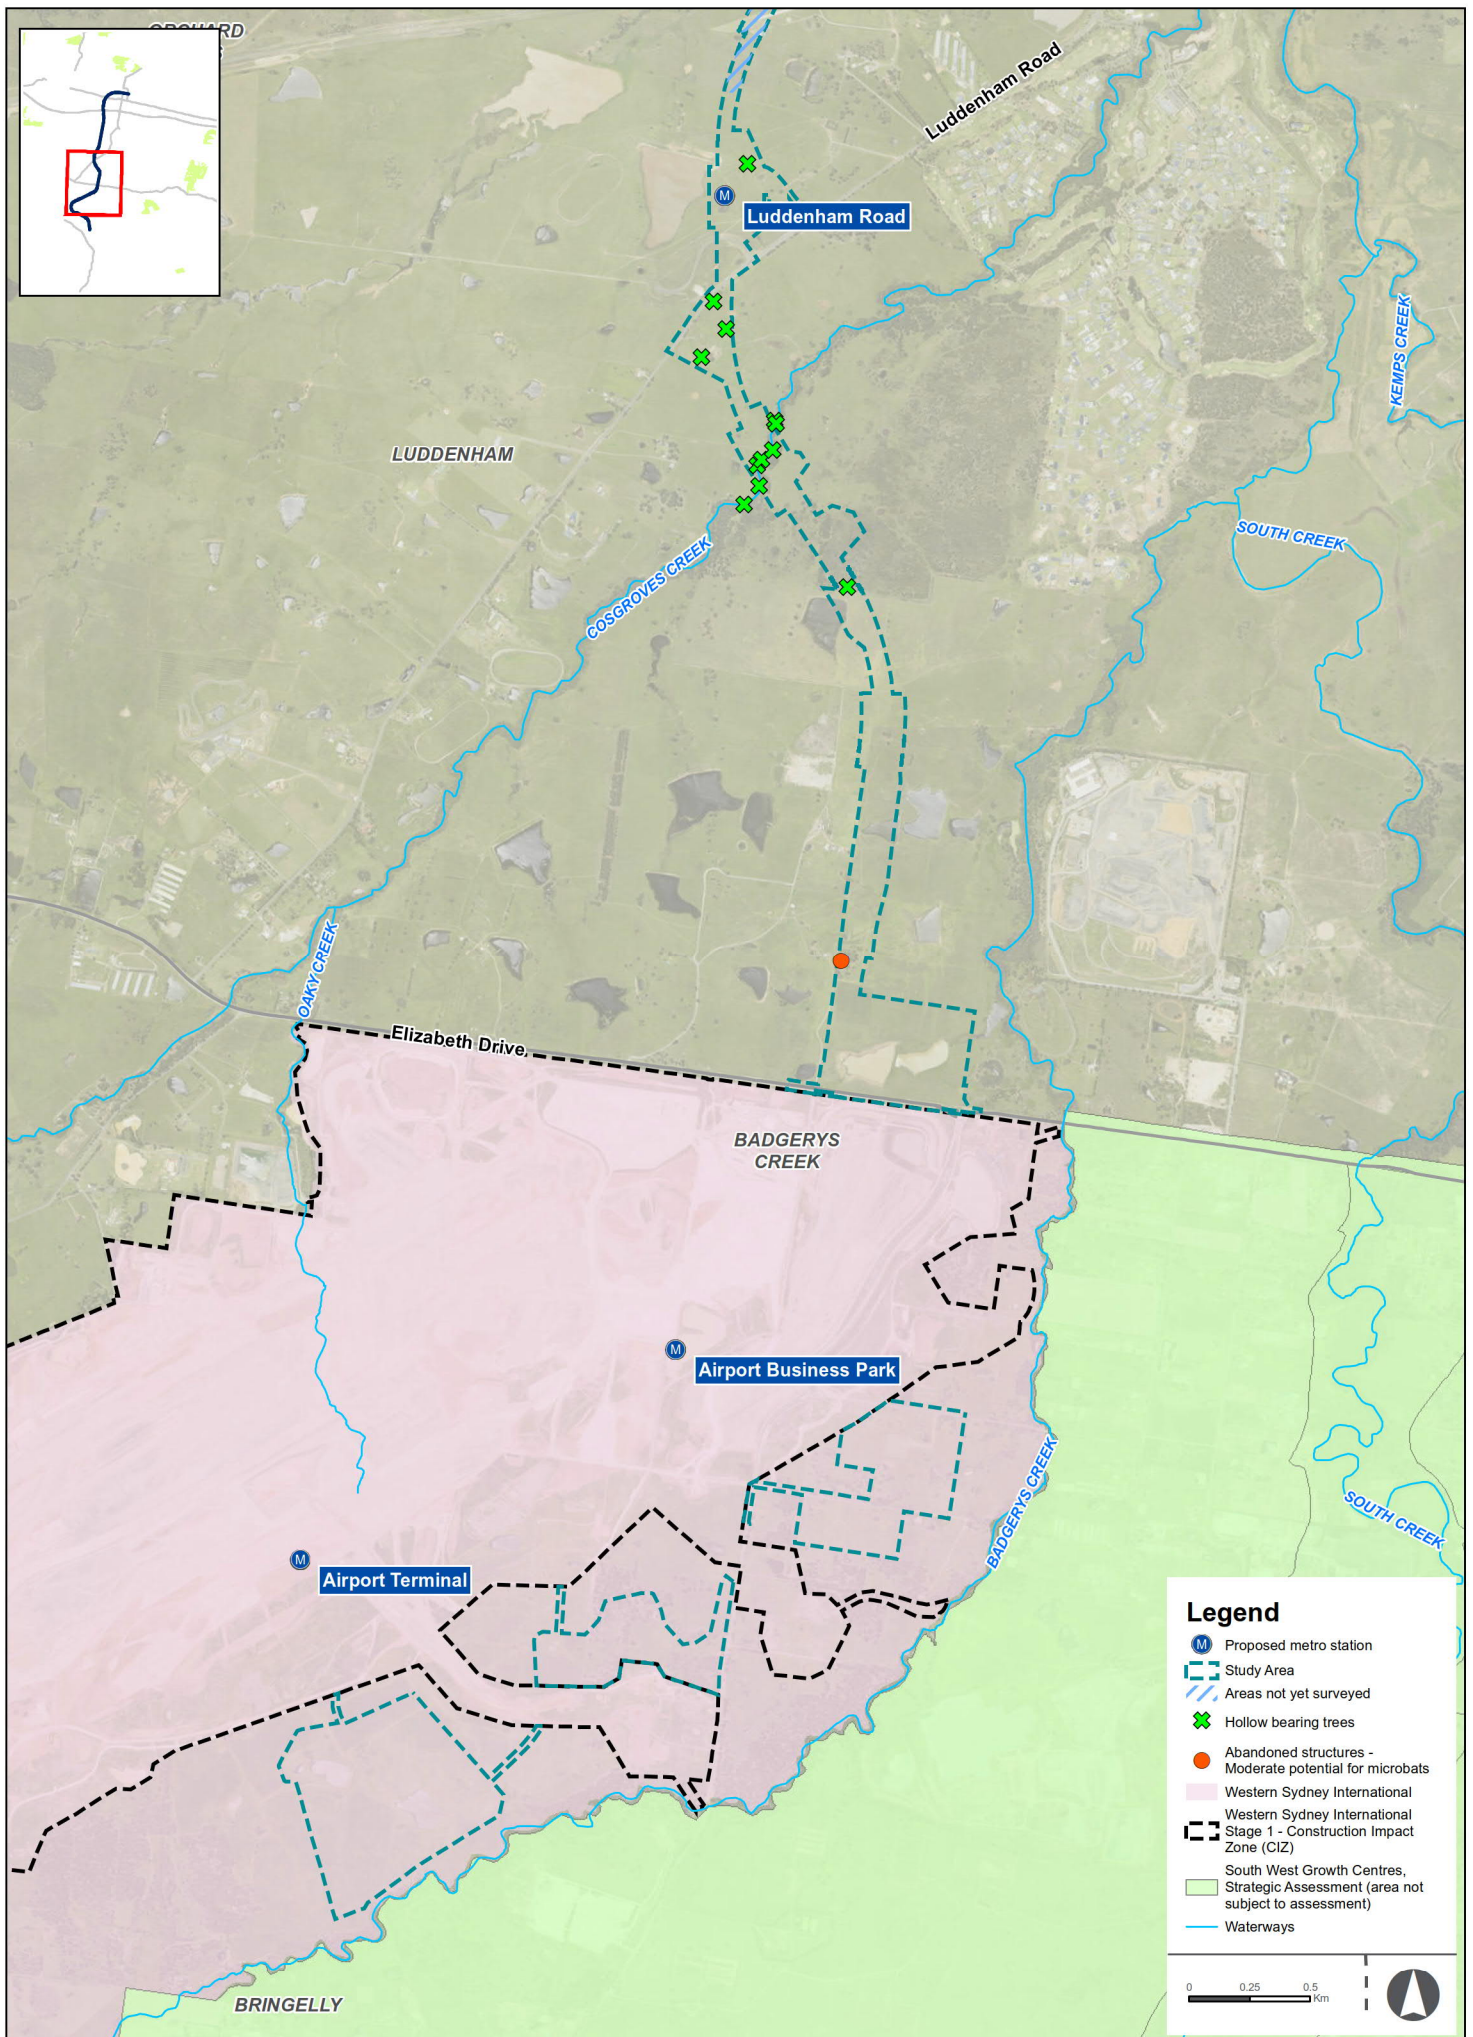 ORCHARD
Luddenham Road
M
Luddenham Road
KEMPS CREEK
LUDDENHAM
SOUTH CREEK
COSGROVES CREEK
OAKY CREEK
Elizabeth Drive
BADGERYS
CREEK
M
Airport Business Park
BADGERYS CREEK
SOUTH CREEK
M
Airport Terminal
BRINGELLY
Legend
M Proposed metro station
Study Area
Areas not yet surveyed
Hollow bearing trees
Abandoned structures -
Moderate potential for microbats
Western Sydney International
Western Sydney International
Stage 1 - Construction Impact
Zone (CIZ)
South West Growth Centres,
Strategic Assessment (area not
subject to assessment)
Waterways
0 0.25 0.5
Km